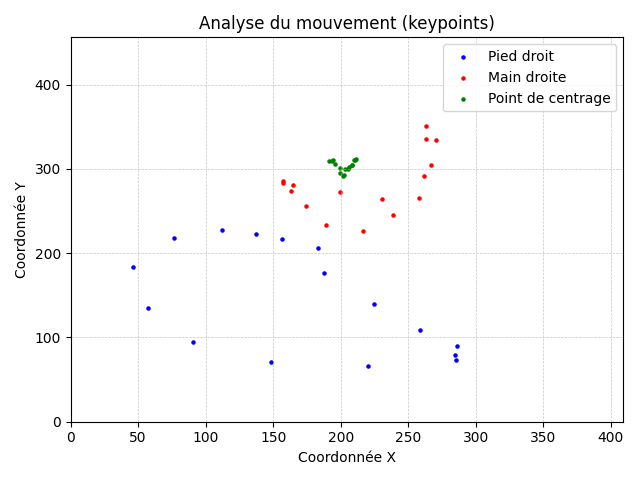 Analyse du mouvement (keypoints)
Pied droit
Main droite
Point de centrage
Coordonnée Y
400
300
200
100
0
0 50 100 150 200 250 300 350 400
Coordonnée X